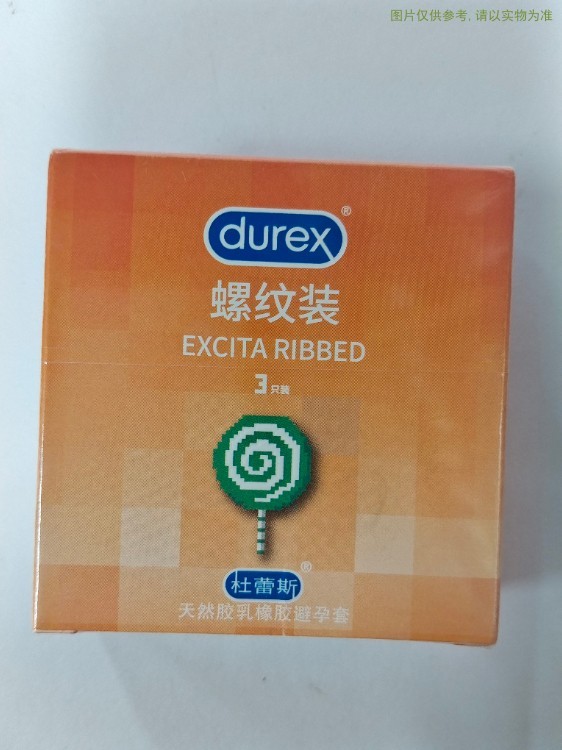 图片仅供参考,请以实物为准
durex®
螺纹装
EXCITA RIBBED
3只装
杜蕾斯®
天然胶乳橡胶避孕套